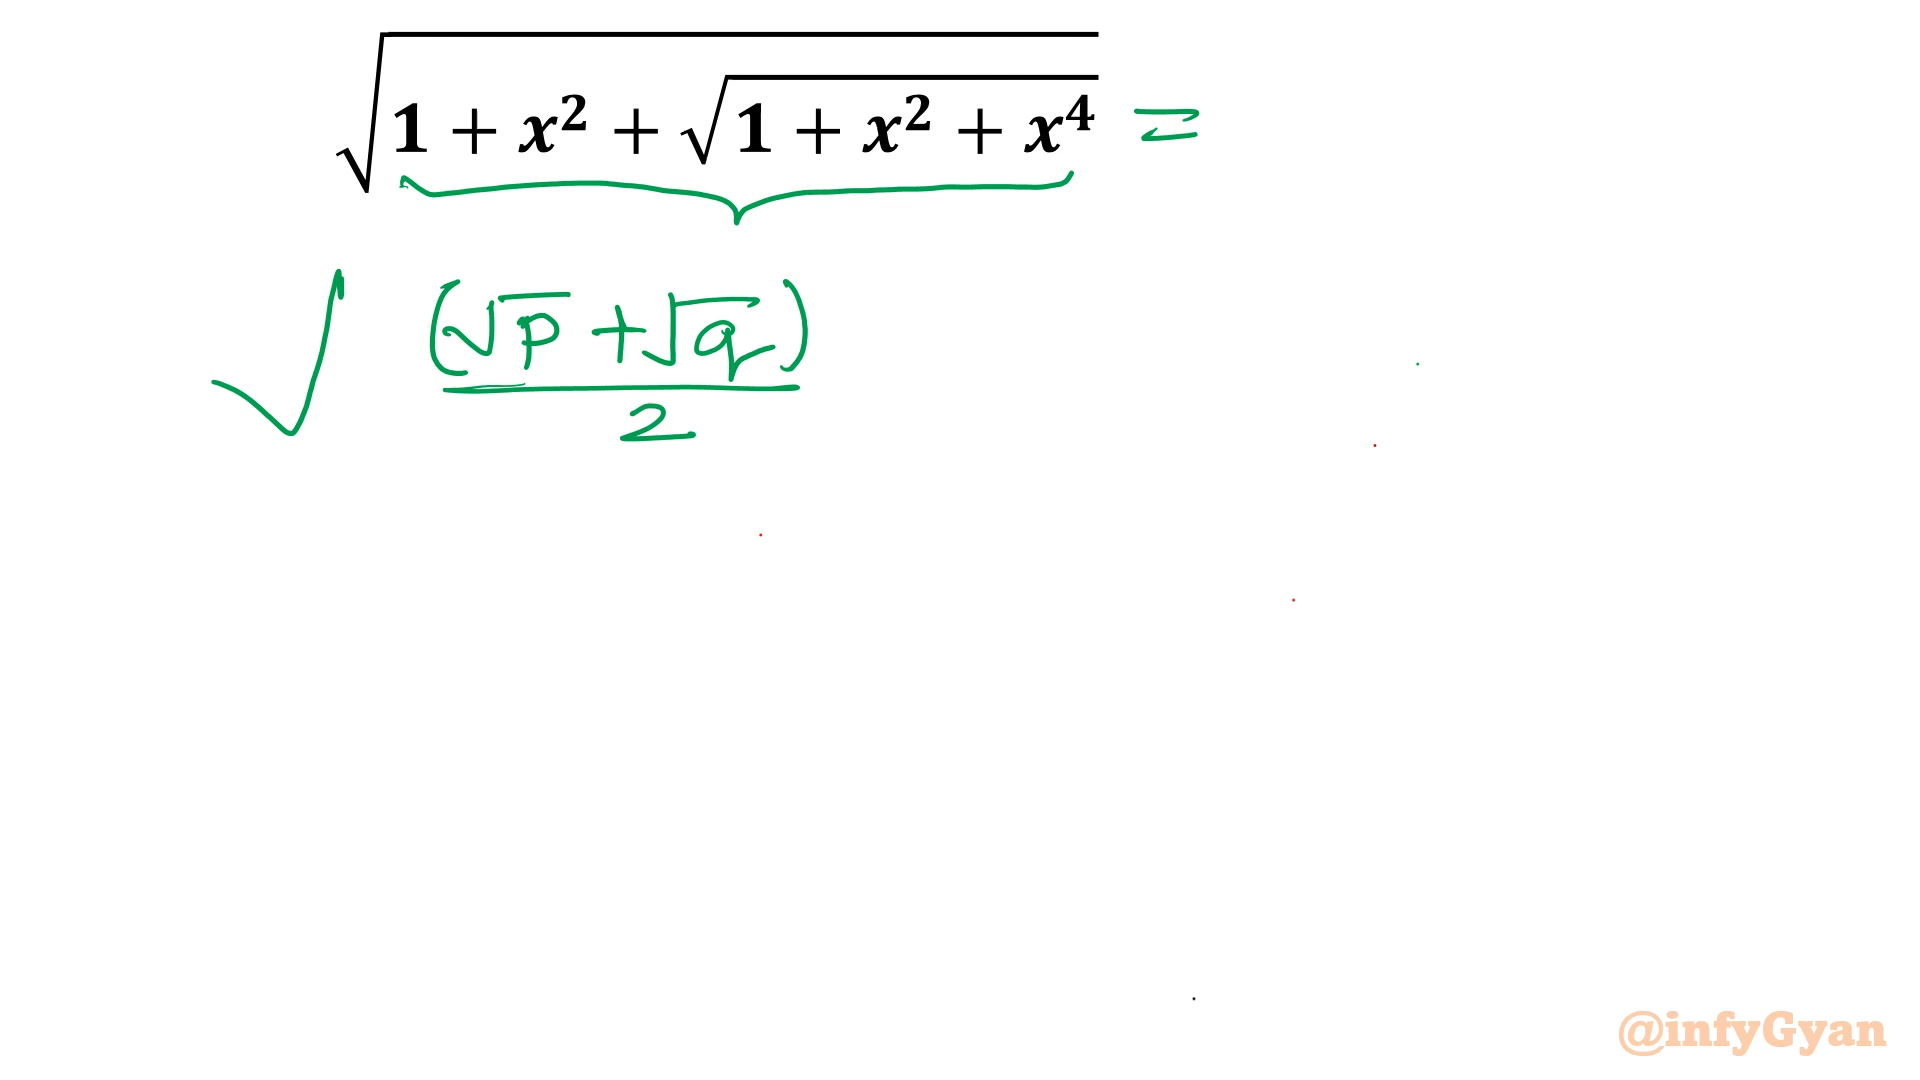 √(1 + x² + √(1 + x² + x⁴)) =
√ (√p + √q)
2
@infyGyan